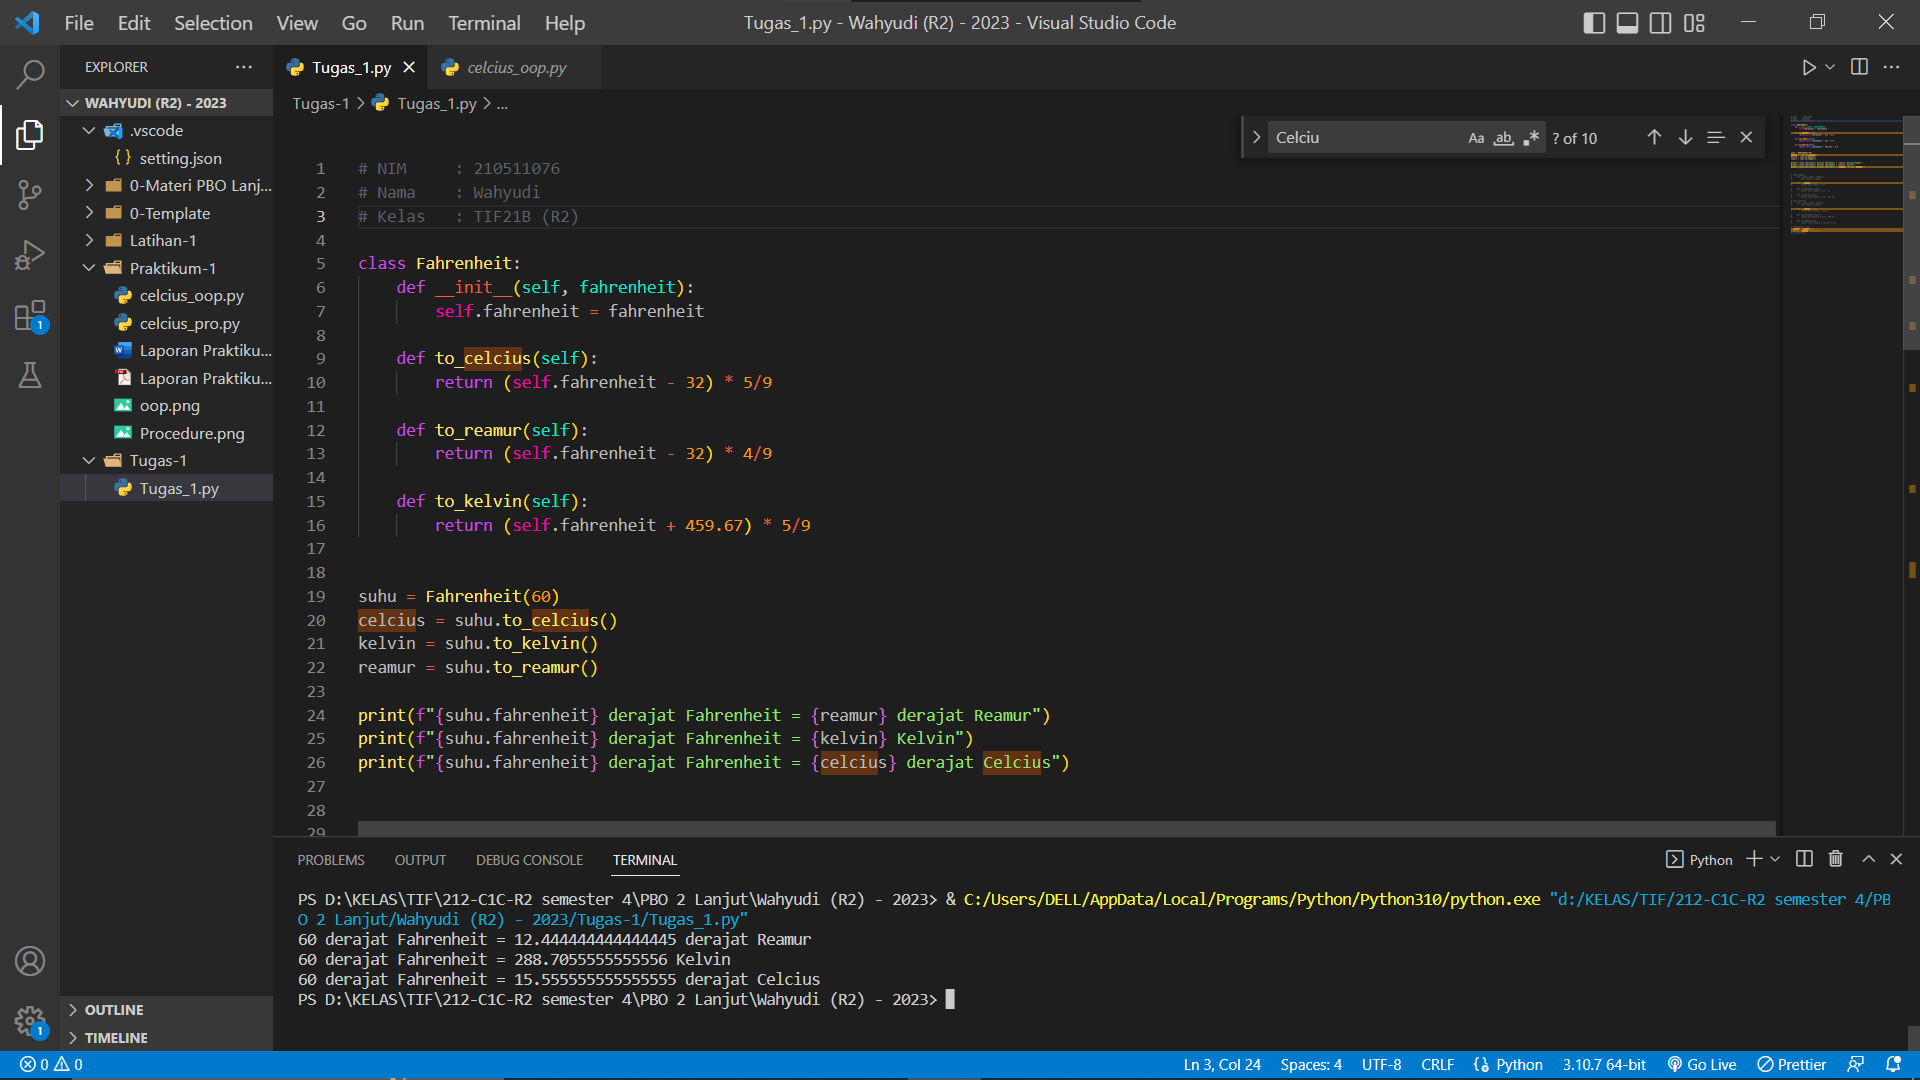 File Edit Selection View Go Run Terminal Help
Tugas_1.py - Wahyudi (R2) - 2023 - Visual Studio Code
EXPLORER
WAHYUDI (R2) - 2023
.vscode
setting.json
0-Materi PBO Lanj...
0-Template
Latihan-1
Praktikum-1
celcius_oop.py
celcius_pro.py
Laporan Praktiku...
Laporan Praktiku...
oop.png
Procedure.png
Tugas-1
Tugas_1.py
OUTLINE
TIMELINE
1
1
Tugas_1.py
celcius_oop.py
Tugas-1 > Tugas_1.py > ...
Celciu
Aa ab
? of 10
1 # NIM     : 210511076
2 # Nama    : Wahyudi
3 # Kelas   : TIF21B (R2)
4
5 class Fahrenheit:
6     def __init__(self, fahrenheit):
7         self.fahrenheit = fahrenheit
8
9     def to_celcius(self):
10         return (self.fahrenheit - 32) * 5/9
11
12     def to_reamur(self):
13         return (self.fahrenheit - 32) * 4/9
14
15     def to_kelvin(self):
16         return (self.fahrenheit + 459.67) * 5/9
17
18
19 suhu = Fahrenheit(60)
20 celcius = suhu.to_celcius()
21 kelvin = suhu.to_kelvin()
22 reamur = suhu.to_reamur()
23
24 print(f"{suhu.fahrenheit} derajat Fahrenheit = {reamur} derajat Reamur")
25 print(f"{suhu.fahrenheit} derajat Fahrenheit = {kelvin} Kelvin")
26 print(f"{suhu.fahrenheit} derajat Fahrenheit = {celcius} derajat Celcius")
27
28
29
PROBLEMS OUTPUT DEBUG CONSOLE TERMINAL
Python
PS D:\KELAS\TIF\212-C1C-R2 semester 4\PBO 2 Lanjut\Wahyudi (R2) - 2023> & C:/Users/DELL/AppData/Local/Programs/Python/Python310/python.exe "d:/KELAS/TIF/212-C1C-R2 semester 4/PB
O 2 Lanjut/Wahyudi (R2) - 2023/Tugas-1/Tugas_1.py"
60 derajat Fahrenheit = 12.444444444444445 derajat Reamur
60 derajat Fahrenheit = 288.7055555555556 Kelvin
60 derajat Fahrenheit = 15.555555555555555 derajat Celcius
PS D:\KELAS\TIF\212-C1C-R2 semester 4\PBO 2 Lanjut\Wahyudi (R2) - 2023>
0 0
Ln 3, Col 24 Spaces: 4 UTF-8 CRLF Python 3.10.7 64-bit Go Live Prettier